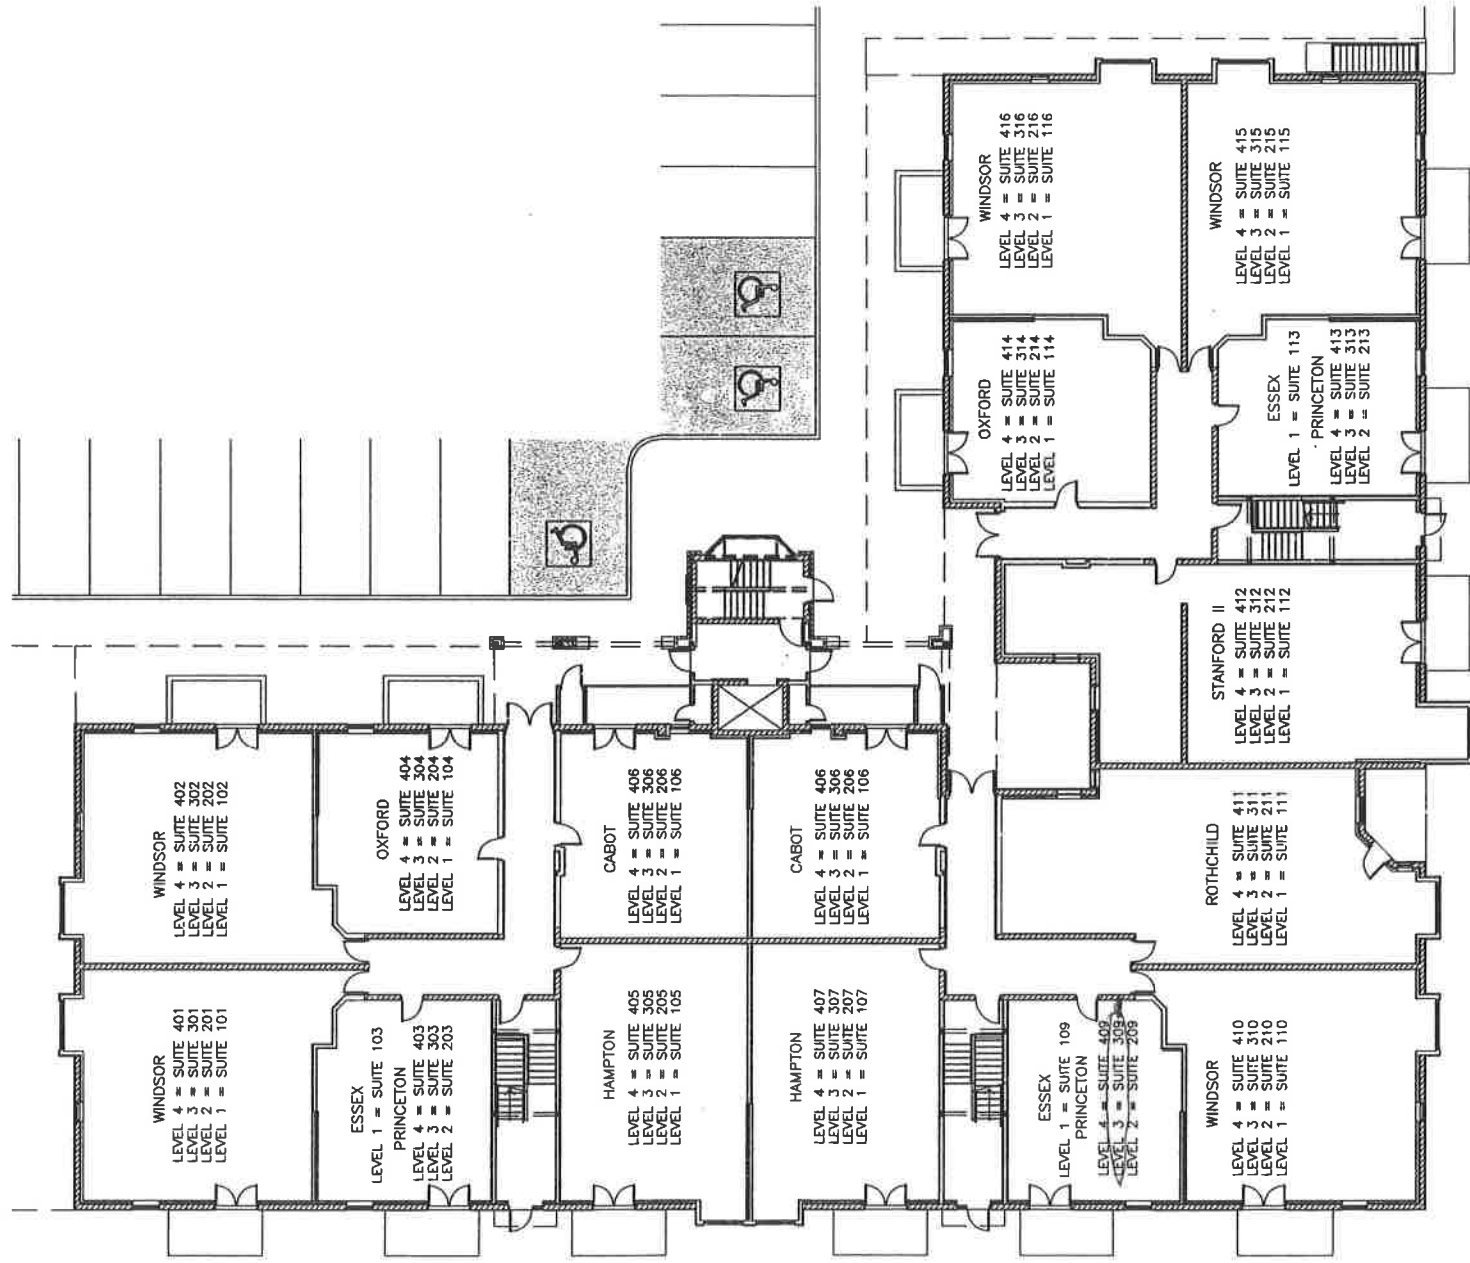 WINDSOR
LEVEL 4 = SUITE 416
LEVEL 3 = SUITE 316
LEVEL 2 = SUITE 216
LEVEL 1 = SUITE 116
WINDSOR
LEVEL 4 = SUITE 415
LEVEL 3 = SUITE 315
LEVEL 2 = SUITE 215
LEVEL 1 = SUITE 115
OXFORD
LEVEL 4 = SUITE 414
LEVEL 3 = SUITE 314
LEVEL 2 = SUITE 214
LEVEL 1 = SUITE 114
ESSEX
LEVEL 1 = SUITE 113
PRINCETON
LEVEL 4 = SUITE 413
LEVEL 3 = SUITE 313
LEVEL 2 = SUITE 213
STANFORD II
LEVEL 4 = SUITE 412
LEVEL 3 = SUITE 312
LEVEL 2 = SUITE 212
LEVEL 1 = SUITE 112
WINDSOR
LEVEL 4 = SUITE 402
LEVEL 3 = SUITE 302
LEVEL 2 = SUITE 202
LEVEL 1 = SUITE 102
OXFORD
LEVEL 4 = SUITE 404
LEVEL 3 = SUITE 304
LEVEL 2 = SUITE 204
LEVEL 1 = SUITE 104
CABOT
LEVEL 4 = SUITE 406
LEVEL 3 = SUITE 306
LEVEL 2 = SUITE 206
LEVEL 1 = SUITE 106
CABOT
LEVEL 4 = SUITE 406
LEVEL 3 = SUITE 306
LEVEL 2 = SUITE 206
LEVEL 1 = SUITE 106
ROTHCHILD
LEVEL 4 = SUITE 411
LEVEL 3 = SUITE 311
LEVEL 2 = SUITE 211
LEVEL 1 = SUITE 111
WINDSOR
LEVEL 4 = SUITE 401
LEVEL 3 = SUITE 301
LEVEL 2 = SUITE 201
LEVEL 1 = SUITE 101
ESSEX
LEVEL 1 = SUITE 103
PRINCETON
LEVEL 4 = SUITE 403
LEVEL 3 = SUITE 303
LEVEL 2 = SUITE 203
HAMPTON
LEVEL 4 = SUITE 405
LEVEL 3 = SUITE 305
LEVEL 2 = SUITE 205
LEVEL 1 = SUITE 105
HAMPTON
LEVEL 4 = SUITE 407
LEVEL 3 = SUITE 307
LEVEL 2 = SUITE 207
LEVEL 1 = SUITE 107
ESSEX
LEVEL 1 = SUITE 109
PRINCETON
LEVEL 4 = SUITE 409
LEVEL 3 = SUITE 309
LEVEL 2 = SUITE 209
WINDSOR
LEVEL 4 = SUITE 410
LEVEL 3 = SUITE 310
LEVEL 2 = SUITE 210
LEVEL 1 = SUITE 110